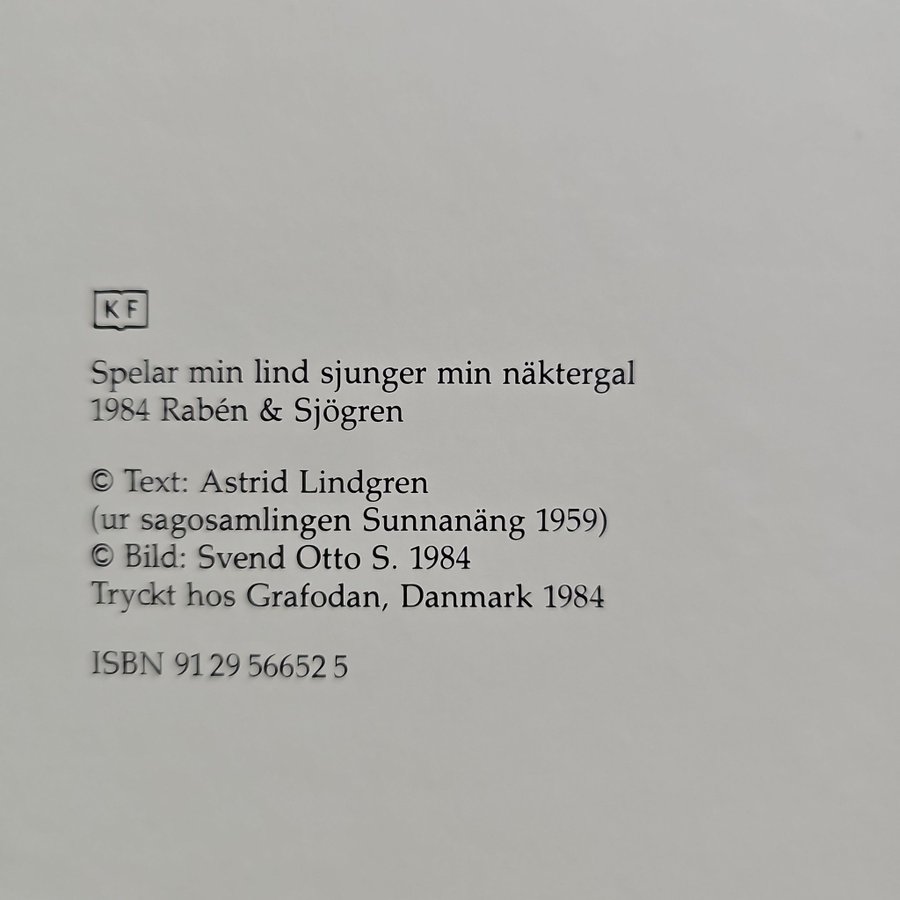 K F
Spelar min lind sjunger min näktergal
1984 Rabén & Sjögren
© Text: Astrid Lindgren
(ur sagosamlingen Sunnanäng 1959)
© Bild: Svend Otto S. 1984
Tryckt hos Grafodan, Danmark 1984
ISBN 91 29 56652 5